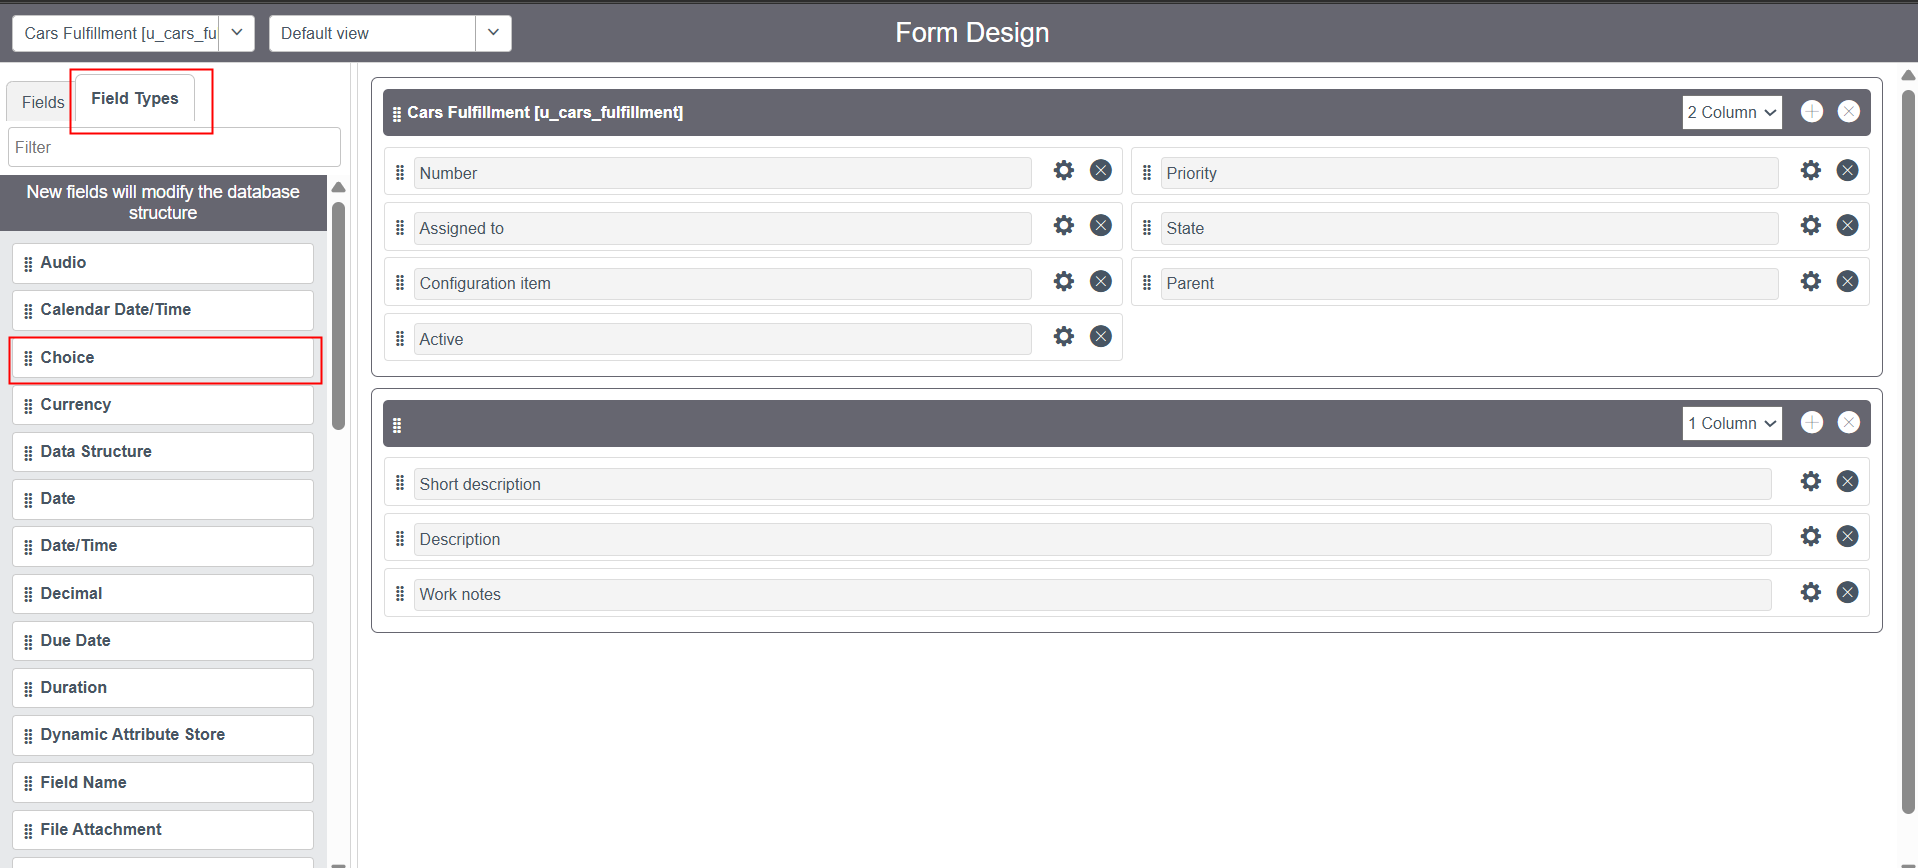 Cars Fulfillment [u_cars_fu
Default view
Form Design
Fields
Field Types
Filter
New fields will modify the database
structure
Audio
Calendar Date/Time
Choice
Currency
Data Structure
Date
Date/Time
Decimal
Due Date
Duration
Dynamic Attribute Store
Field Name
File Attachment
Cars Fulfillment [u_cars_fulfillment]
2 Column
Number
Priority
Assigned to
State
Configuration item
Parent
Active
1 Column
Short description
Description
Work notes